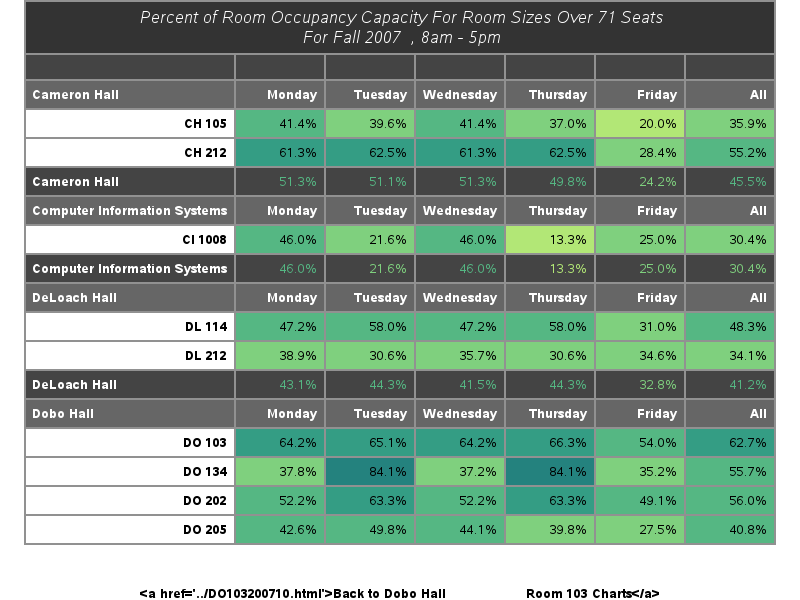 Percent of Room Occupancy Capacity For Room Sizes Over 71 Seats
For Fall 2007 , 8am - 5pm
Cameron Hall Monday Tuesday Wednesday Thursday Friday All
CH 105 41.4% 39.6% 41.4% 37.0% 20.0% 35.9%
CH 212 61.3% 62.5% 61.3% 62.5% 28.4% 55.2%
Cameron Hall 51.3% 51.1% 51.3% 49.8% 24.2% 45.5%
Computer Information Systems Monday Tuesday Wednesday Thursday Friday All
CI 1008 46.0% 21.6% 46.0% 13.3% 25.0% 30.4%
Computer Information Systems 46.0% 21.6% 46.0% 13.3% 25.0% 30.4%
DeLoach Hall Monday Tuesday Wednesday Thursday Friday All
DL 114 47.2% 58.0% 47.2% 58.0% 31.0% 48.3%
DL 212 38.9% 30.6% 35.7% 30.6% 34.6% 34.1%
DeLoach Hall 43.1% 44.3% 41.5% 44.3% 32.8% 41.2%
Dobo Hall Monday Tuesday Wednesday Thursday Friday All
DO 103 64.2% 65.1% 64.2% 66.3% 54.0% 62.7%
DO 134 37.8% 84.1% 37.2% 84.1% 35.2% 55.7%
DO 202 52.2% 63.3% 52.2% 63.3% 49.1% 56.0%
DO 205 42.6% 49.8% 44.1% 39.8% 27.5% 40.8%
<a href='../DO103200710.html'>Back to Dobo Hall Room 103 Charts</a>